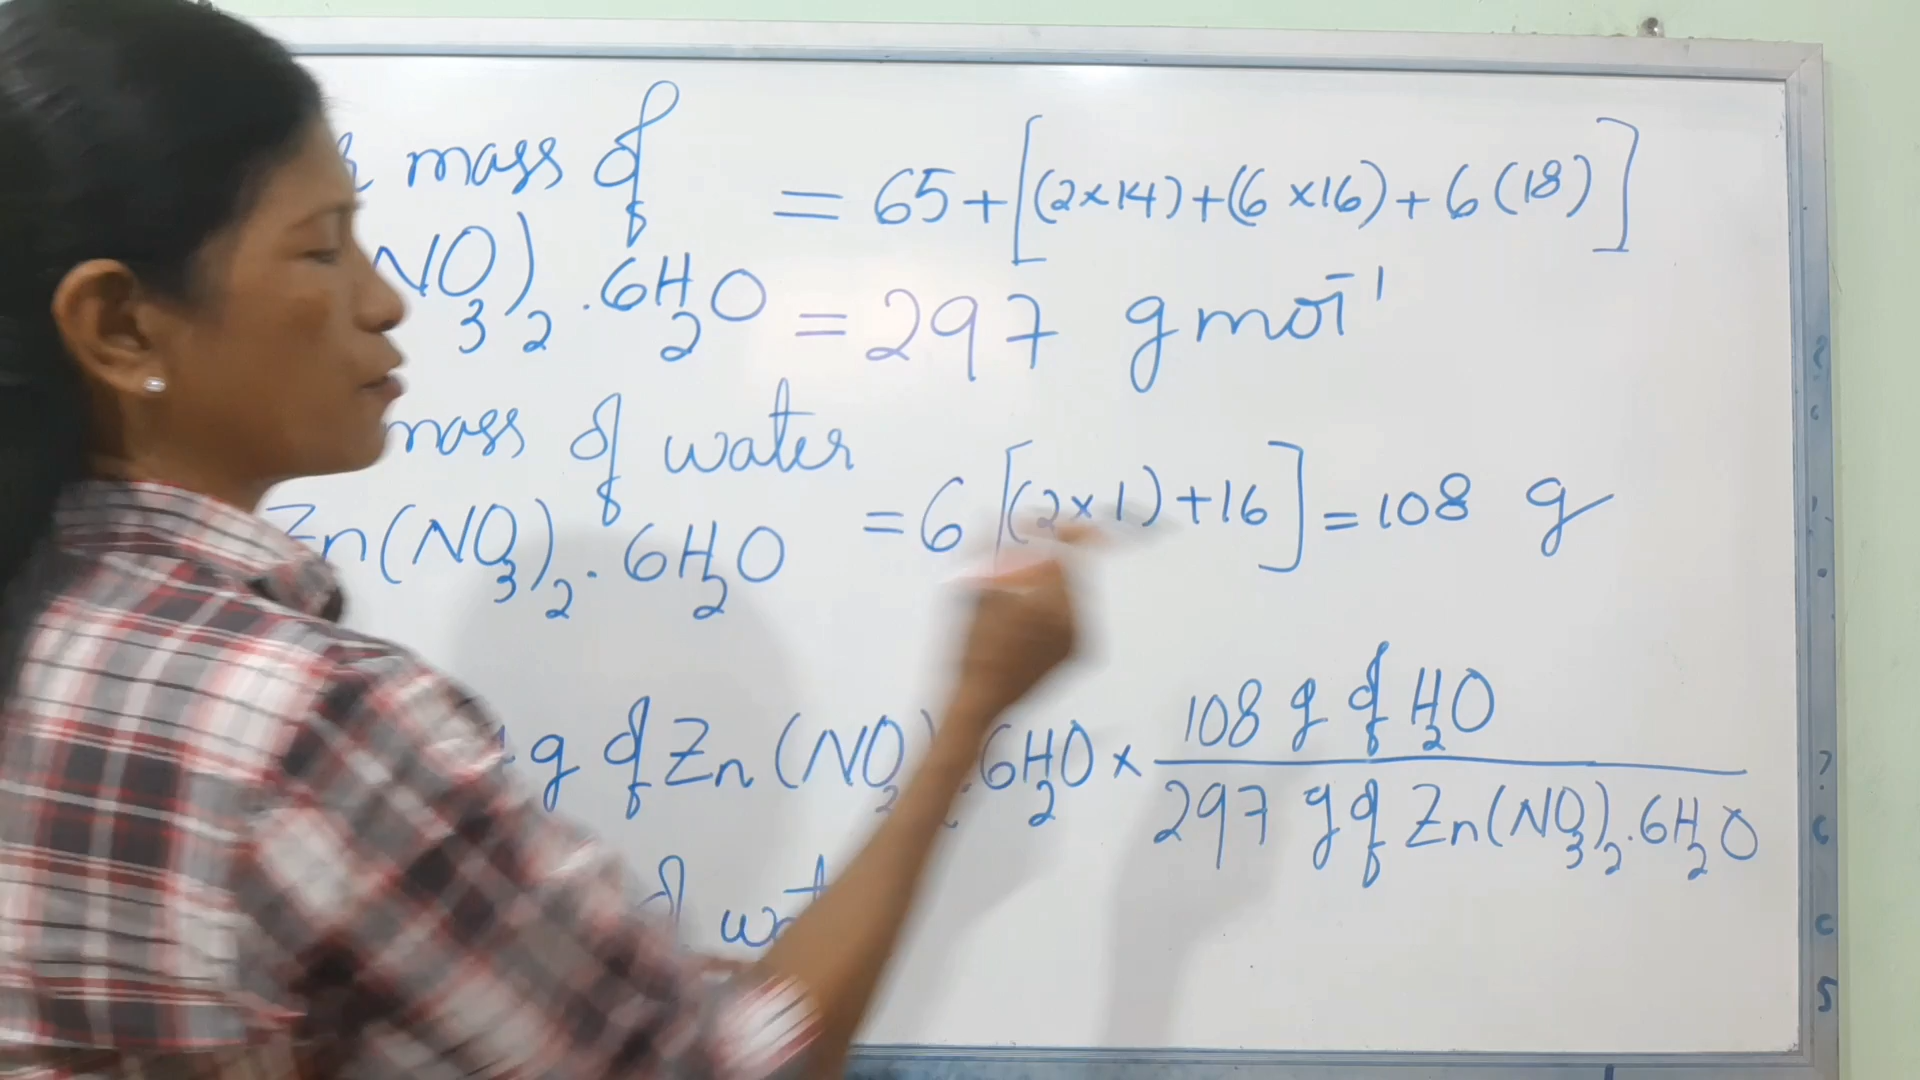 mass of = 65 + [(2×14)+(6×16)+6(18)]
NO₃)₂.6H₂O = 297 g mol⁻¹
mass of water
Zn(NO₃)₂.6H₂O = 6[(2×1)+16] = 108 g
g of Zn(NO .6H₂O × 108 g of H₂O
297 g of Zn(NO₃)₂.6H₂O
of